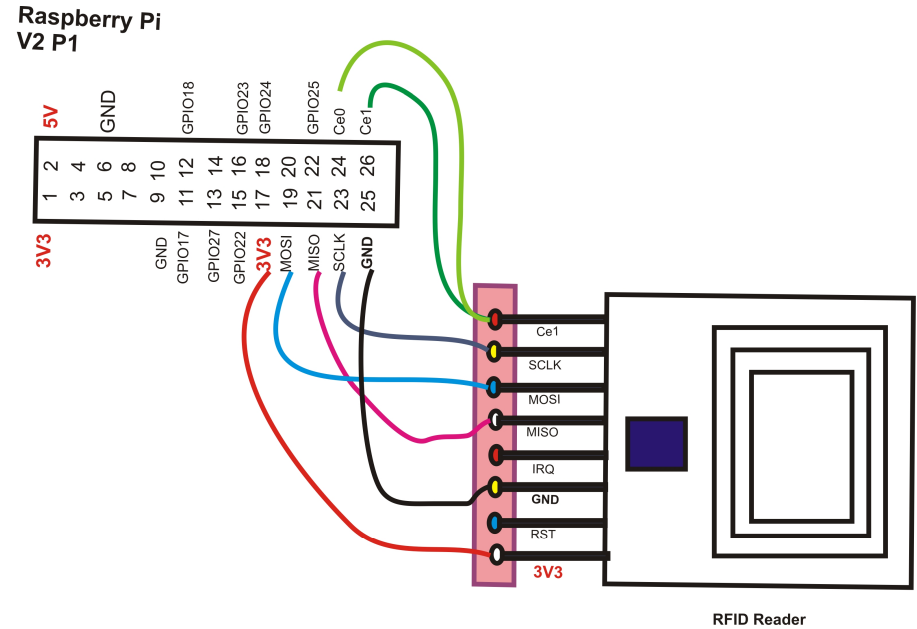 Raspberry Pi
V2 P1
5V GND GPIO18 GPIO23 GPIO24 GPIO25 Ce0 Ce1
2 4 6 8 10 12 14 16 18 20 22 24 26
1 3 5 7 9 11 13 15 17 19 21 23 25
3V3 GND GPIO17 GPIO27 GPIO22 3V3 MOSI MISO SCLK GND
Ce1
SCLK
MOSI
MISO
IRQ
GND
RST
3V3
RFID Reader